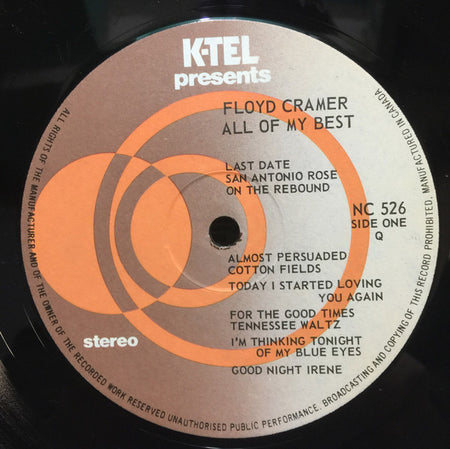 K-TEL
presents
FLOYD CRAMER
ALL OF MY BEST
LAST DATE
SAN ANTONIO ROSE
ON THE REBOUND
NC 526
SIDE ONE
Q
ALMOST PERSUADED
COTTON FIELDS
TODAY I STARTED LOVING
YOU AGAIN
FOR THE GOOD TIMES
TENNESSEE WALTZ
I'M THINKING TONIGHT
OF MY BLUE EYES
GOOD NIGHT IRENE
stereo
ALL RIGHTS OF THE MANUFACTURER AND OF THE OWNER OF THE RECORDED WORK RESERVED UNAUTHORISED PUBLIC PERFORMANCE. BROADCASTING AND COPYING OF THIS RECORD PROHIBITED. MANUFACTURED IN CANADA